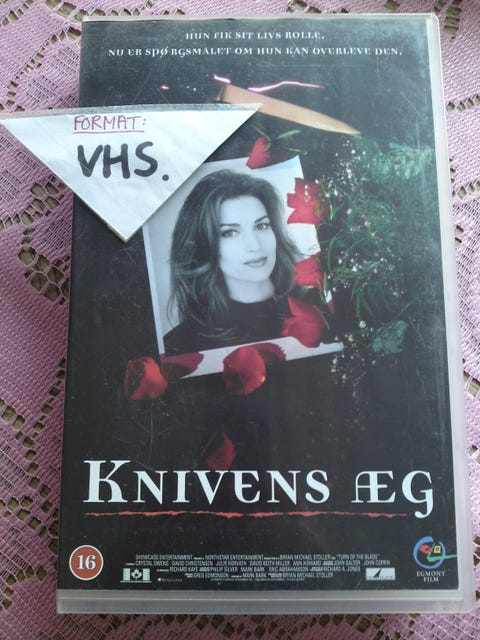 HUN FIK SIT LIVS ROLLE,
NU ER SPØRGSMÅLET OM HUN KAN OVERLEVE DEN.
FORMAT:
VHS.
KNIVENS ÆG
16
SHOWCASE ENTERTAINMENT NORTHSTAR ENTERTAINMENT BRYAN MICHAEL STOLLER "TURN OF THE BLADE"
CRYSTAL OWENS DAVID CHRISTENSEN JULIE HORVATH DAVID KEITH MILLER ANN HOWARD JOHN SALTER JOHN COFRIN
RICHARD KAYE PHILIP SILVER MARK BARK ERIC ABRAHAMSON RICHARD A. JONES
GREG EDMONSON MARK BARK BRYAN MICHAEL STOLLER
EGMONT
FILM